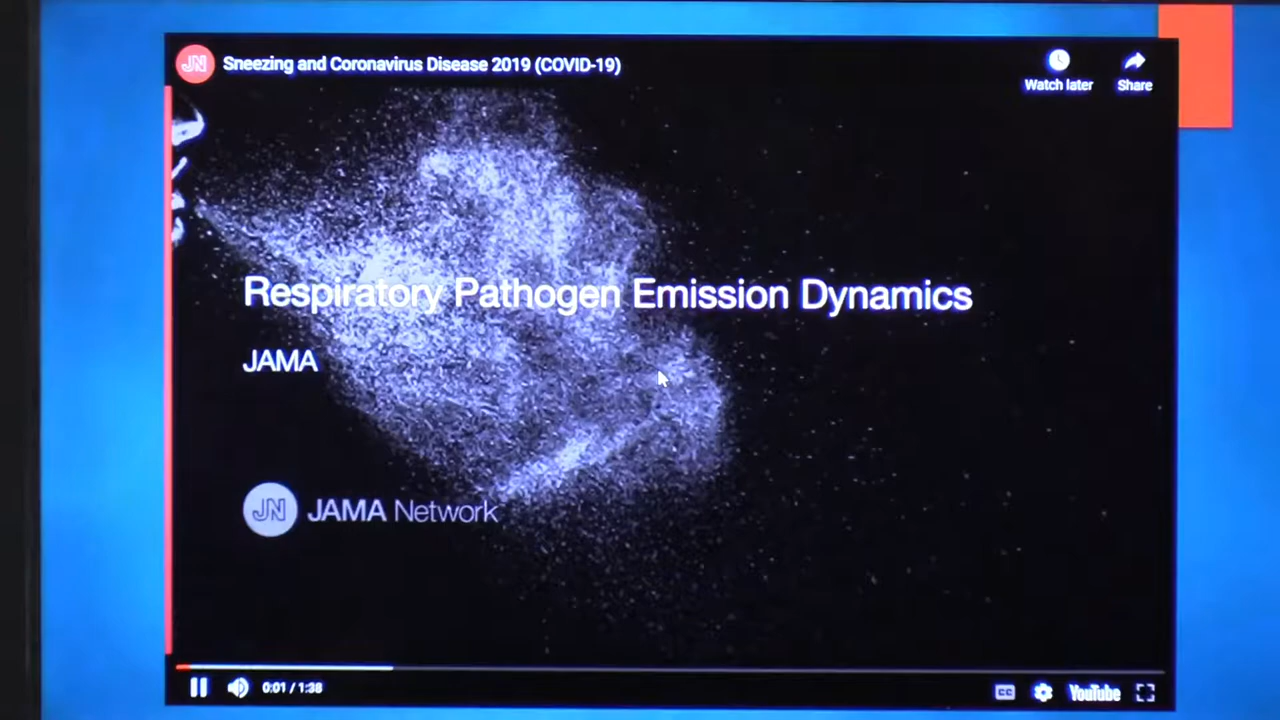 JN Sneezing and Coronavirus Disease 2019 (COVID-19)
Watch later
Share
Respiratory Pathogen Emission Dynamics
JAMA
JN JAMA Network
0:01 / 1:38
CC
YouTube